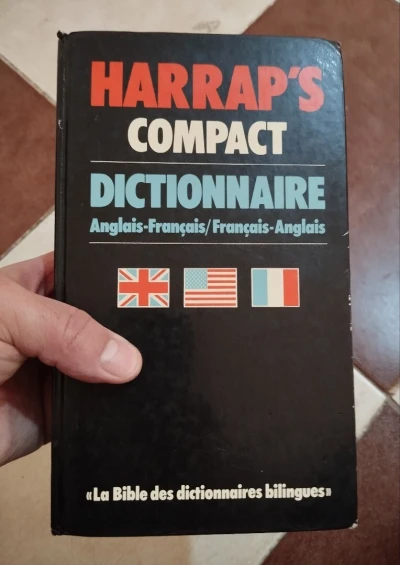 HARRAP'S
COMPACT
DICTIONNAIRE
Anglais-Français/Français-Anglais
«La Bible des dictionnaires bilingues»